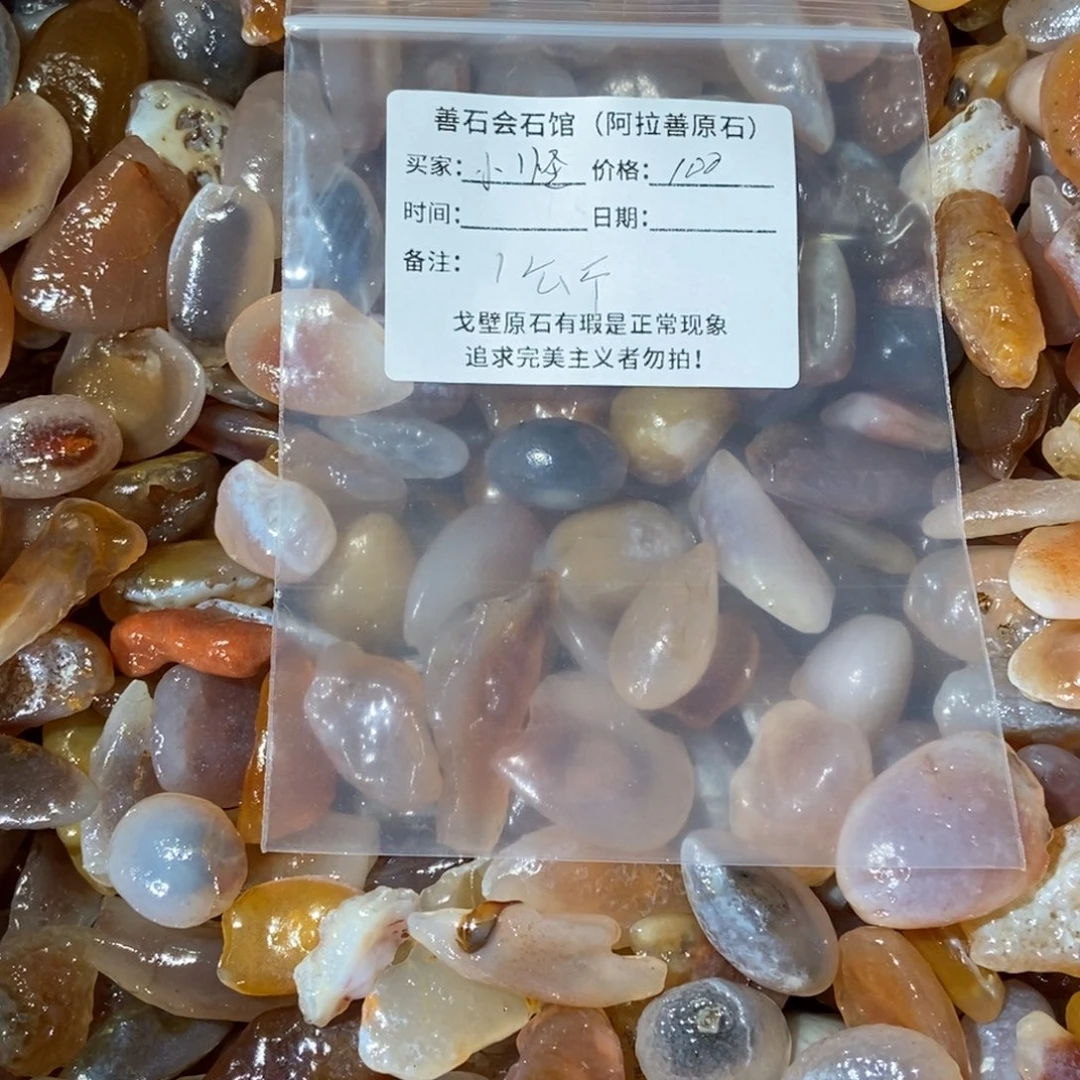 善石会石馆（阿拉善原石）
买家：小 价格：100
时间： 日期：
备注：1公斤
戈壁原石有瑕是正常现象
追求完美主义者勿拍！